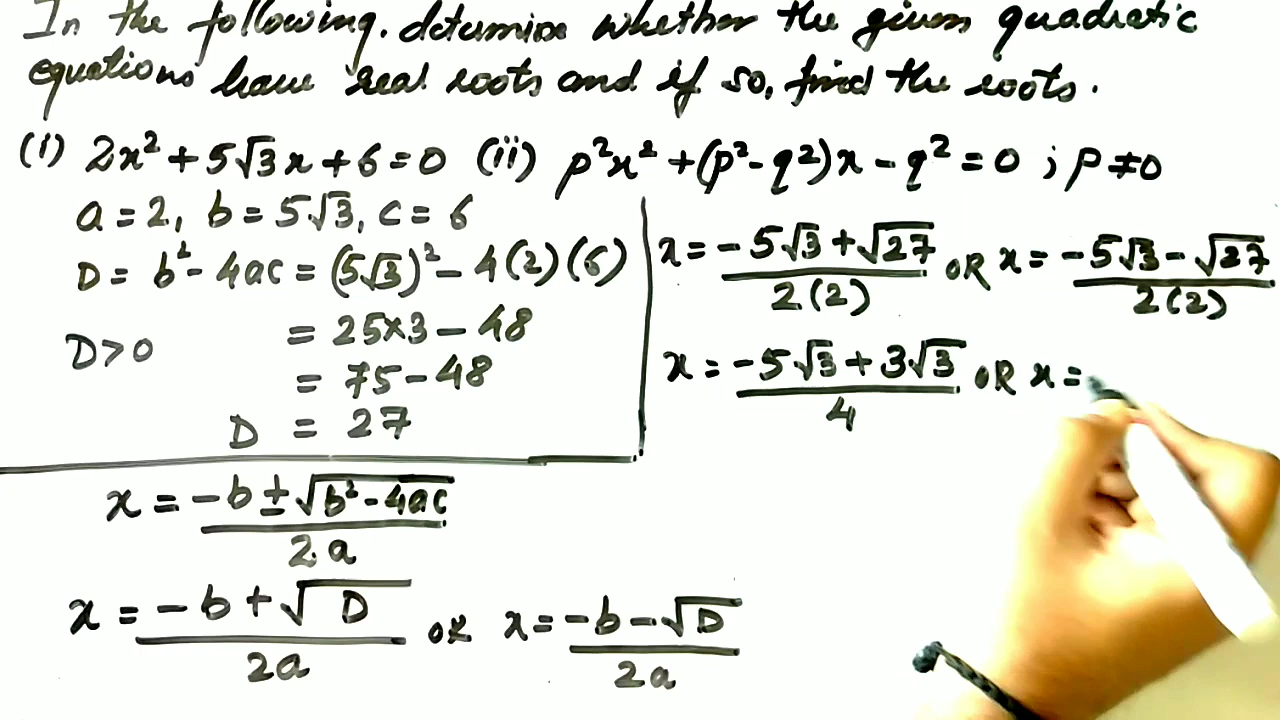 In the following, determine whether the given quadratic
equations have real roots and if so, find the roots.
(i) 2x² + 5√3x + 6 = 0 (ii) p²x² + (p² - q²)x - q² = 0 ; p ≠ 0
a = 2, b = 5√3, c = 6
D = b² - 4ac = (5√3)² - 4(2)(6)
= 25×3 - 48
D > 0
= 75 - 48
D = 27
x = (-b ± √(b² - 4ac))/2a
x = (-b + √D)/2a or x = (-b - √D)/2a
x = (-5√3 + √27)/2(2) OR x = (-5√3 - √27)/2(2)
x = (-5√3 + 3√3)/4 OR x =